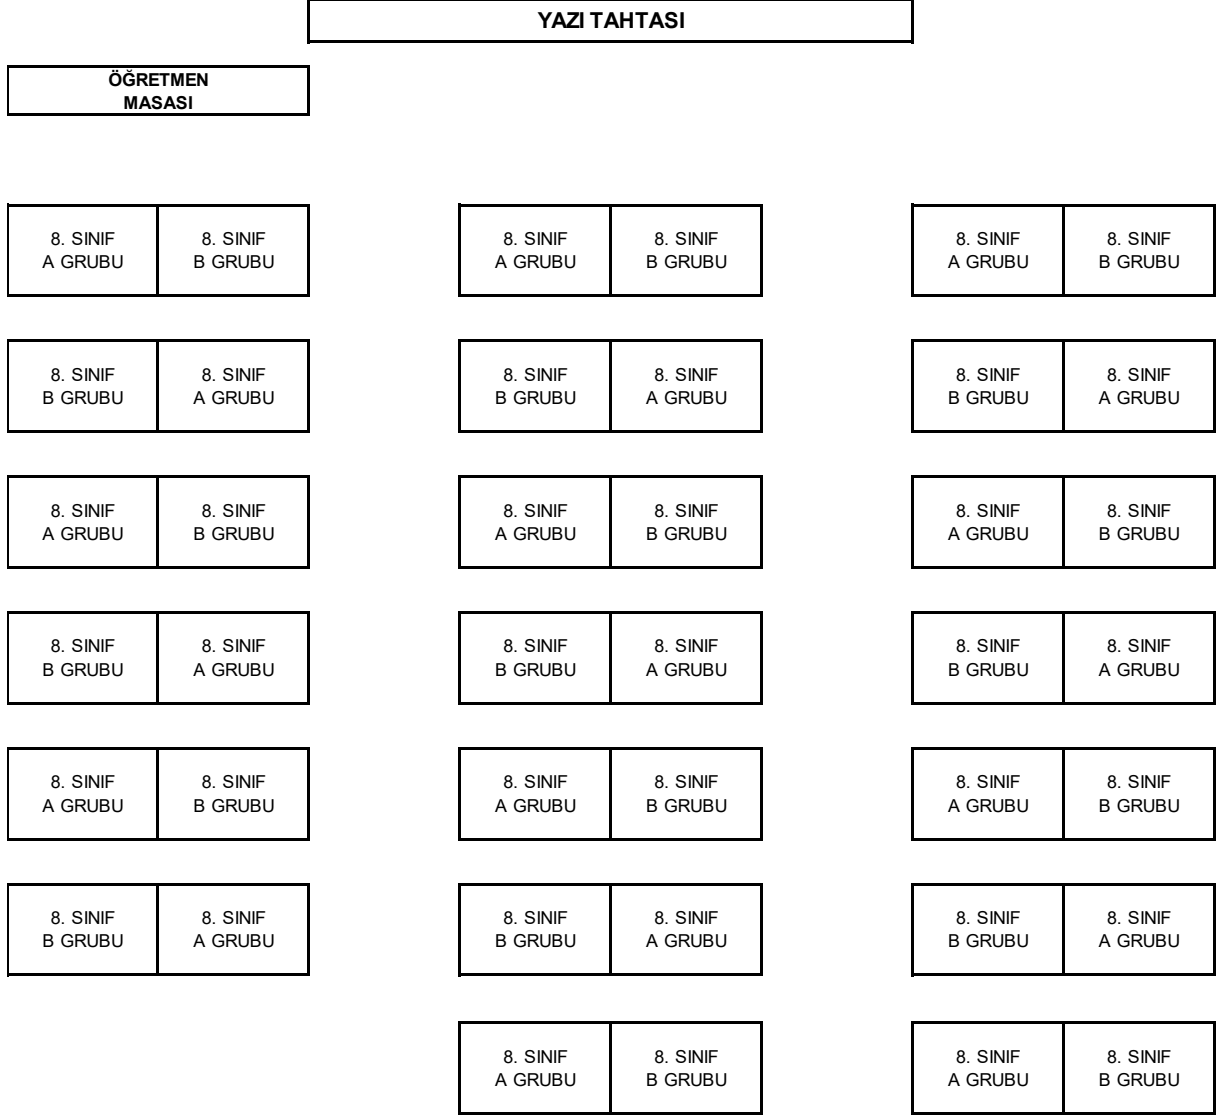 YAZI TAHTASI
ÖĞRETMEN
MASASI
8. SINIF 8. SINIF 8. SINIF 8. SINIF 8. SINIF 8. SINIF
A GRUBU B GRUBU A GRUBU B GRUBU A GRUBU B GRUBU
8. SINIF 8. SINIF 8. SINIF 8. SINIF 8. SINIF 8. SINIF
B GRUBU A GRUBU B GRUBU A GRUBU B GRUBU A GRUBU
8. SINIF 8. SINIF 8. SINIF 8. SINIF 8. SINIF 8. SINIF
A GRUBU B GRUBU A GRUBU B GRUBU A GRUBU B GRUBU
8. SINIF 8. SINIF 8. SINIF 8. SINIF 8. SINIF 8. SINIF
B GRUBU A GRUBU B GRUBU A GRUBU B GRUBU A GRUBU
8. SINIF 8. SINIF 8. SINIF 8. SINIF 8. SINIF 8. SINIF
A GRUBU B GRUBU A GRUBU B GRUBU A GRUBU B GRUBU
8. SINIF 8. SINIF 8. SINIF 8. SINIF 8. SINIF 8. SINIF
B GRUBU A GRUBU B GRUBU A GRUBU B GRUBU A GRUBU
8. SINIF 8. SINIF 8. SINIF 8. SINIF
A GRUBU B GRUBU A GRUBU B GRUBU